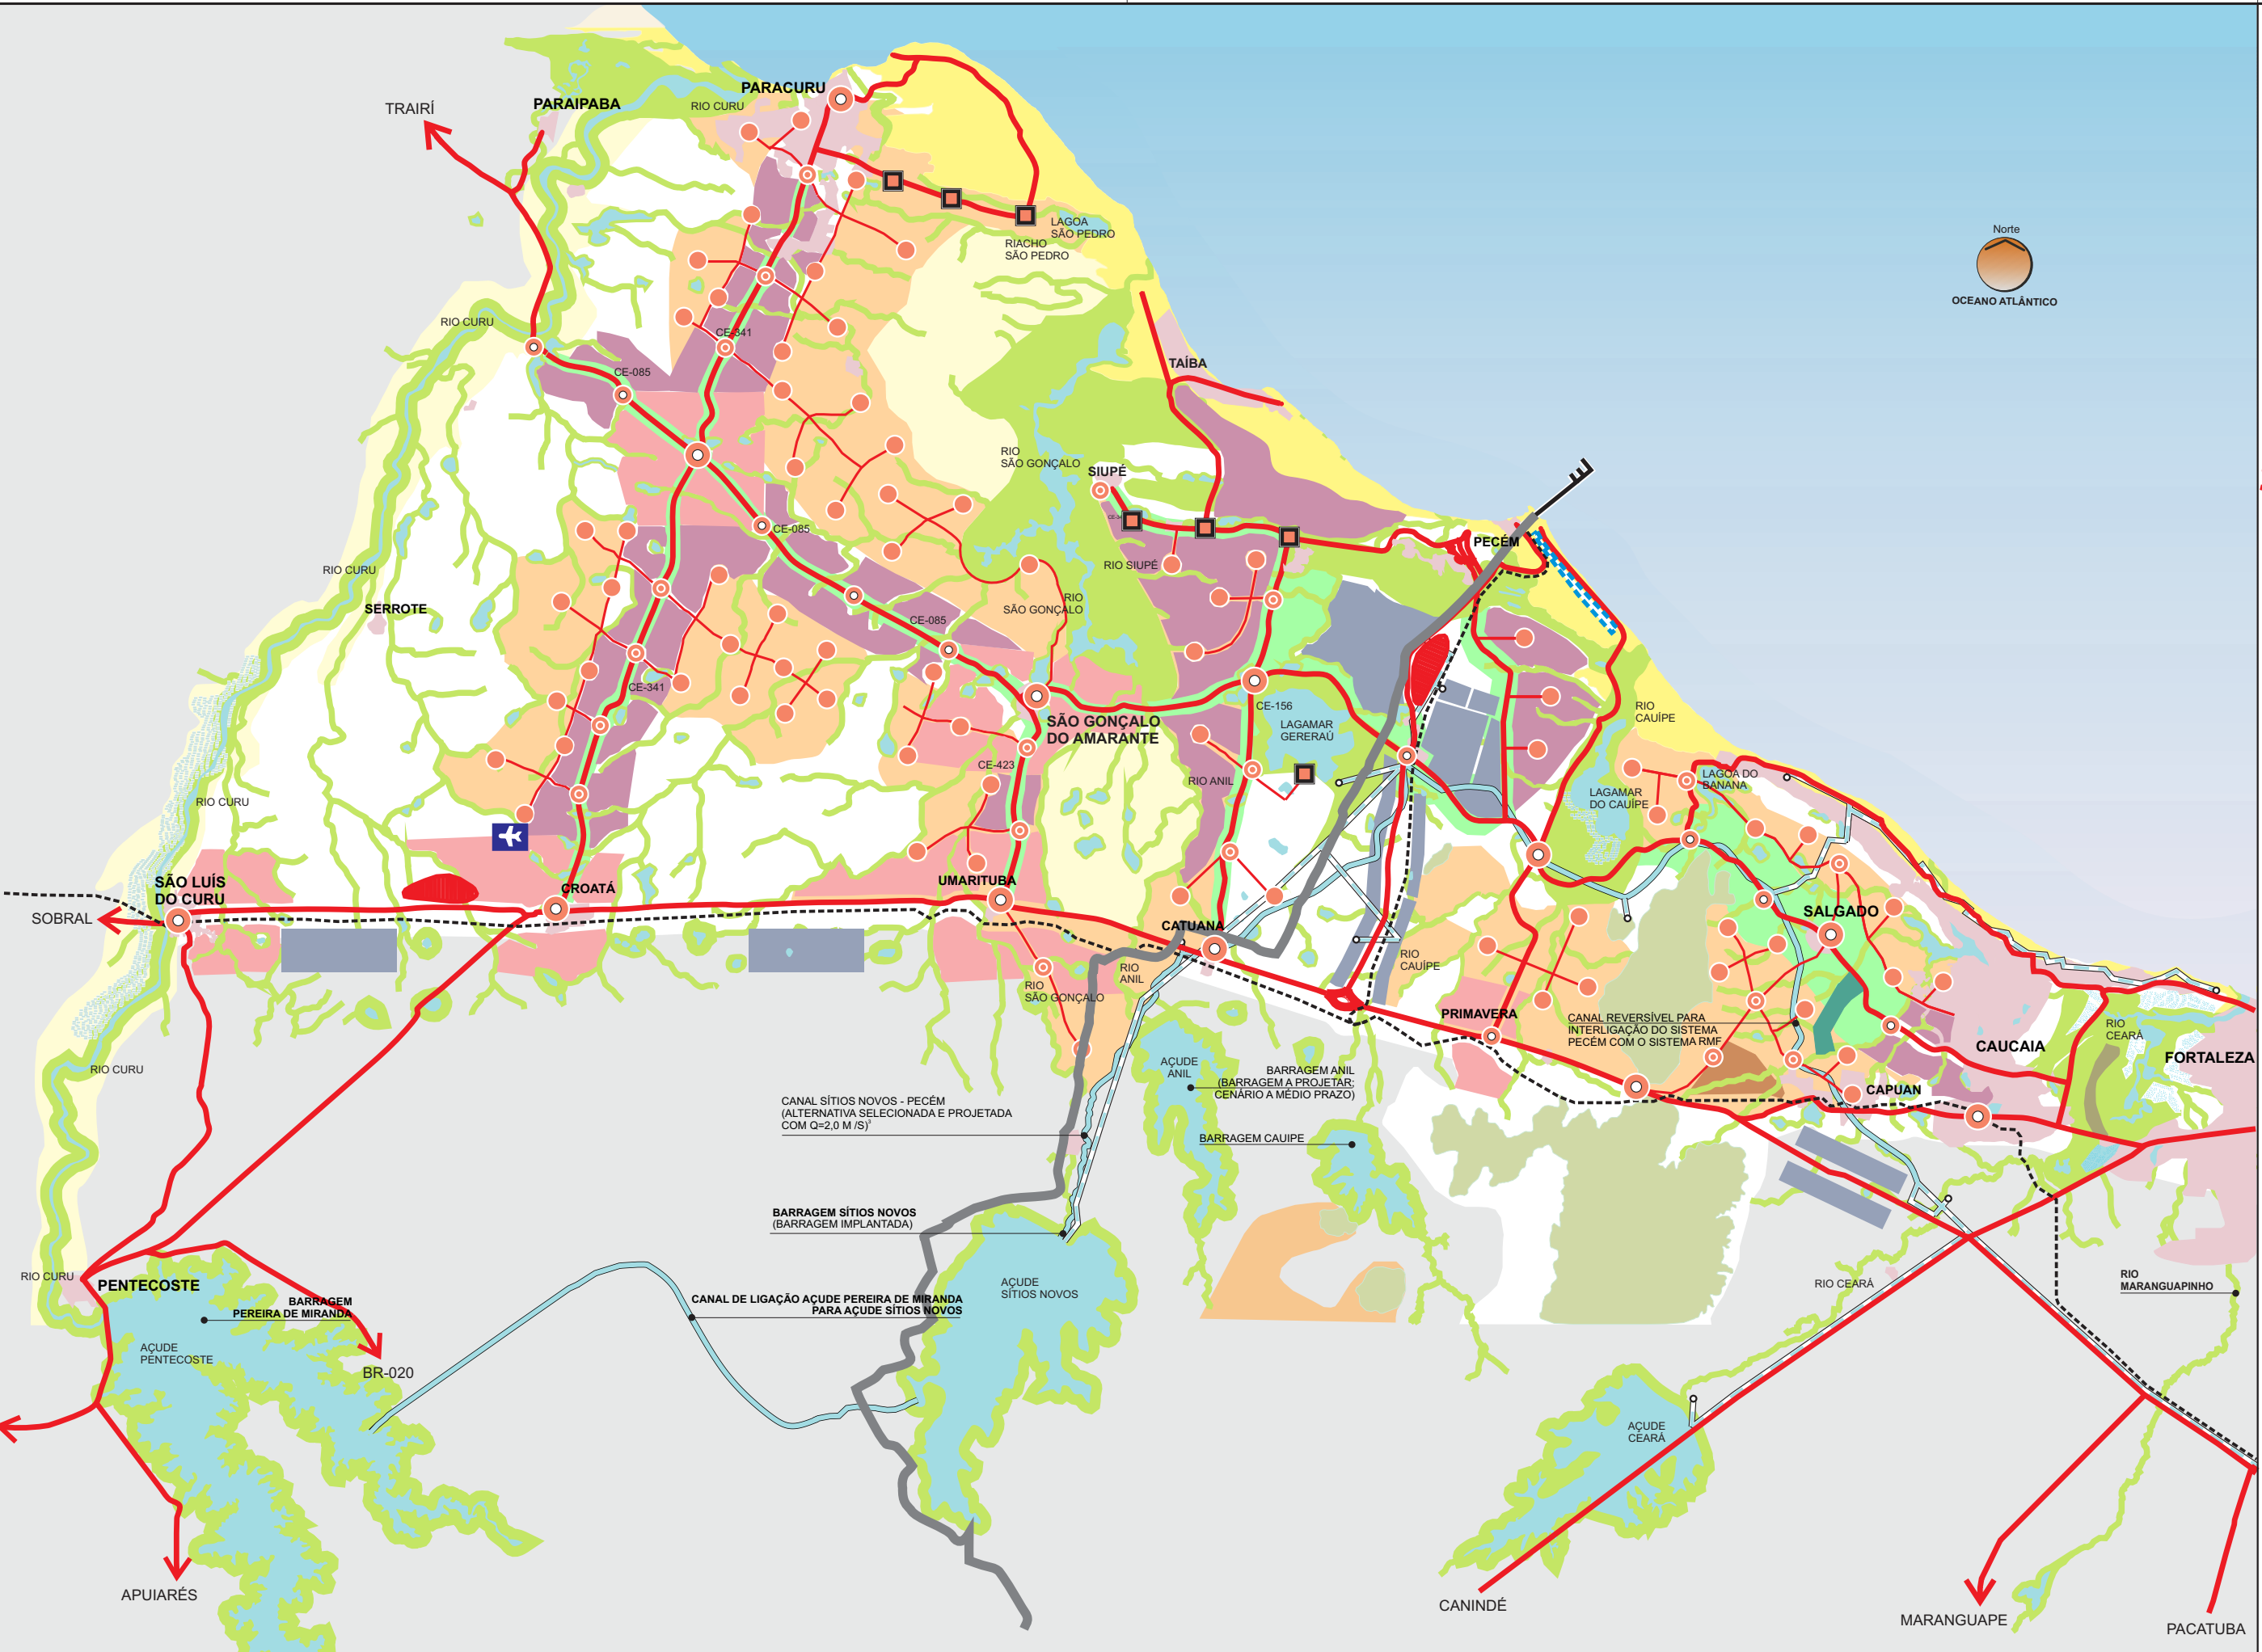 TRAIRÍ
PARAIPABA
RIO CURU
PARACURU
LAGOA
SÃO PEDRO
RIACHO
SÃO PEDRO
Norte
OCEANO ATLÂNTICO
RIO CURU
CE-341
CE-085
TAÍBA
RIO
SÃO GONÇALO
SIUPÉ
CE-085
PECÉM
RIO SIUPÉ
RIO CURU
SERROTE
RIO
SÃO GONÇALO
CE-085
CE-341
SÃO GONÇALO
DO AMARANTE
CE-156
LAGAMAR
GERERAÚ
RIO
CAUÍPE
CE-423
RIO ANIL
LAGOA DO
BANANA
LAGAMAR
DO CAUÍPE
RIO CURU
SÃO LUÍS
DO CURU
CROATÁ
UMARITUBA
SOBRAL
CATUANA
SALGADO
RIO
CAUÍPE
RIO
ANIL
RIO
SÃO GONÇALO
PRIMAVERA
CANAL REVERSÍVEL PARA
INTERLIGAÇÃO DO SISTEMA
PECÉM COM O SISTEMA RMF
RIO
CEARÁ
CAUCAIA
FORTALEZA
RIO CURU
AÇUDE
ANIL
BARRAGEM ANIL
(BARRAGEM A PROJETAR;
CENÁRIO A MÉDIO PRAZO)
CAPUAN
CANAL SÍTIOS NOVOS - PECÉM
(ALTERNATIVA SELECIONADA E PROJETADA
COM Q=2,0 M /S)³
BARRAGEM CAUIPE
BARRAGEM SÍTIOS NOVOS
(BARRAGEM IMPLANTADA)
RIO CURU
PENTECOSTE
AÇUDE
SÍTIOS NOVOS
RIO CEARÁ
RIO
MARANGUAPINHO
BARRAGEM
PEREIRA DE MIRANDA
CANAL DE LIGAÇÃO AÇUDE PEREIRA DE MIRANDA
PARA AÇUDE SÍTIOS NOVOS
AÇUDE
PENTECOSTE
BR-020
AÇUDE
CEARÁ
APUIARÉS
CANINDÉ
MARANGUAPE
PACATUBA